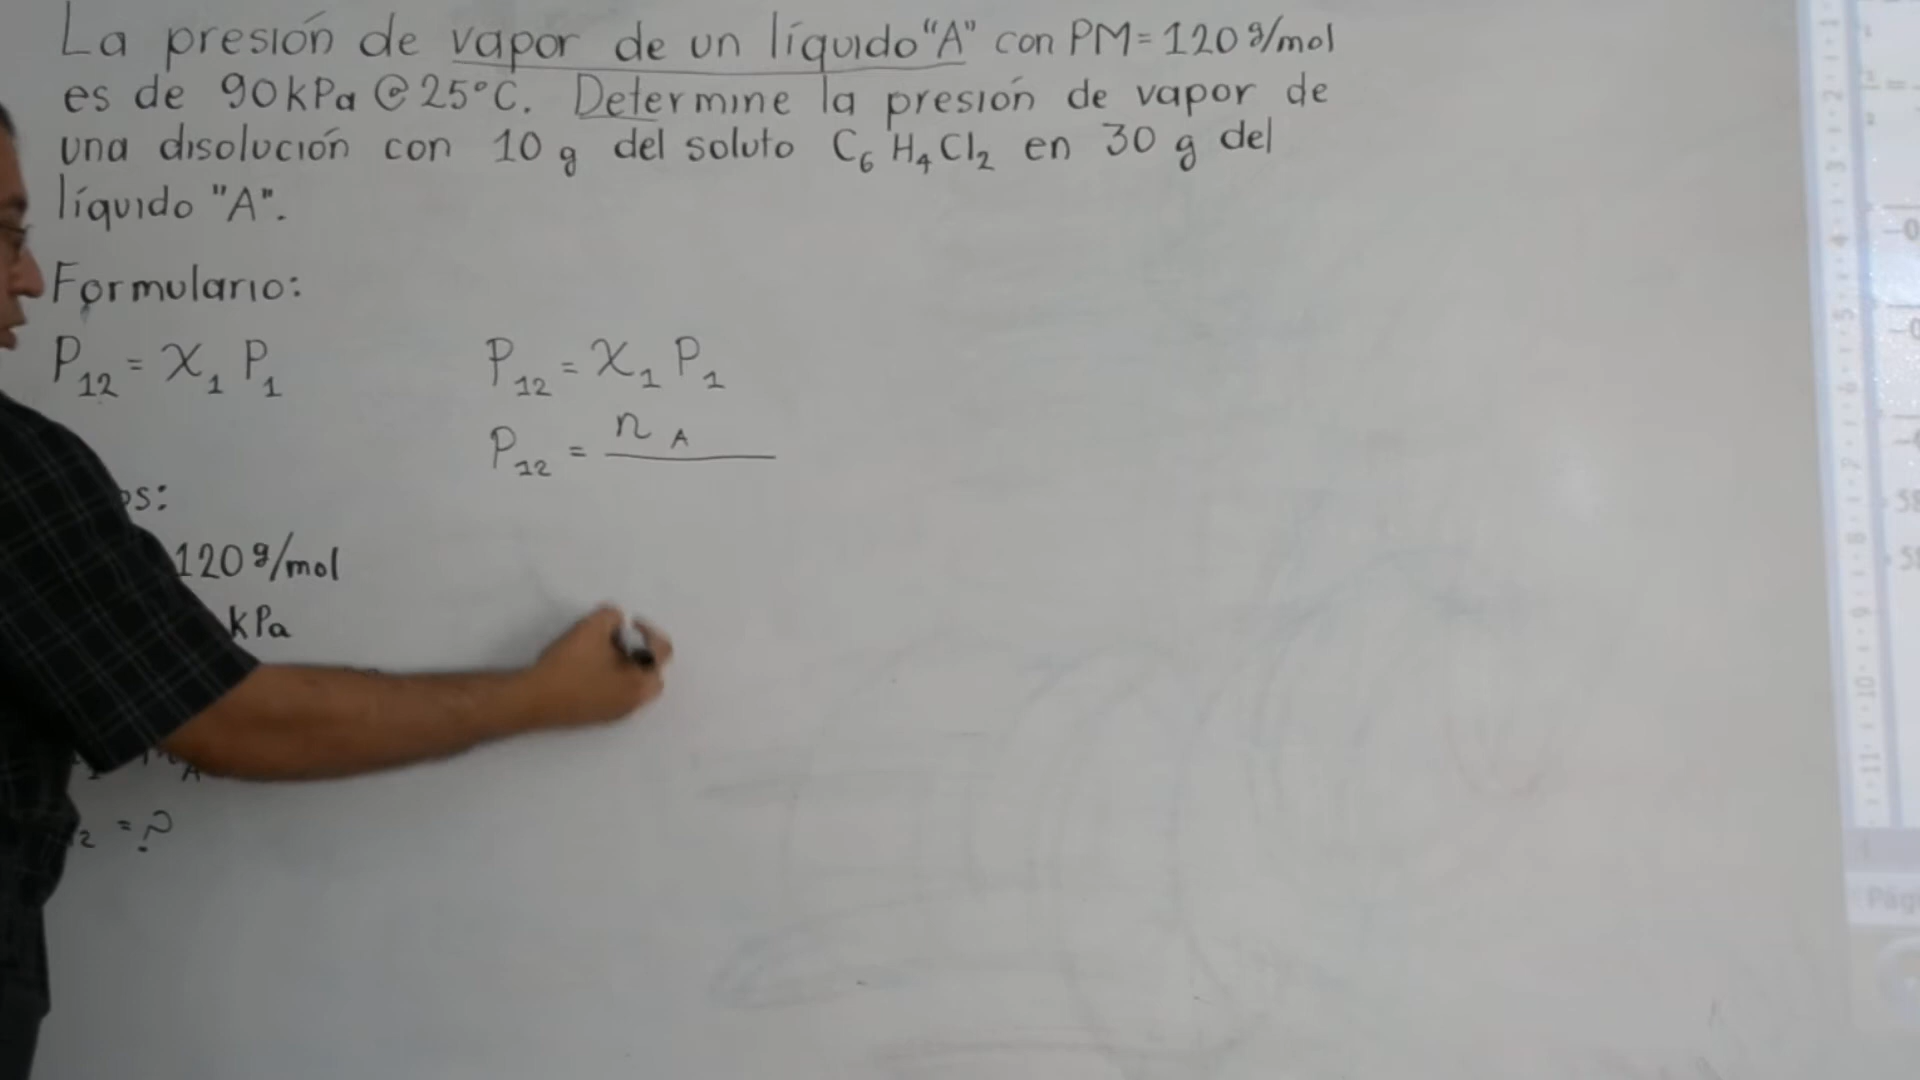 La presión de vapor de un líquido "A" con PM = 120 g/mol
es de 90 kPa @ 25°C. Determine la presión de vapor de
una disolución con 10 g del soluto C₆H₄Cl₂ en 30 g del
líquido "A".
Formulario:
P₁₂ = X₁ P₁
P₁₂ = X₁ P₁
P₁₂ = n A
os:
120 g/mol
kPa
A
₂ = ?